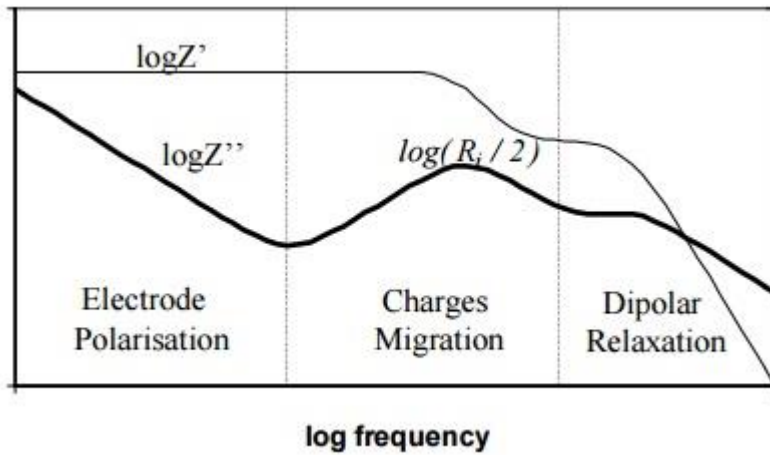 logZ’
logZ’’
log( Ri / 2 )
Electrode
Polarisation
Charges
Migration
Dipolar
Relaxation
log frequency